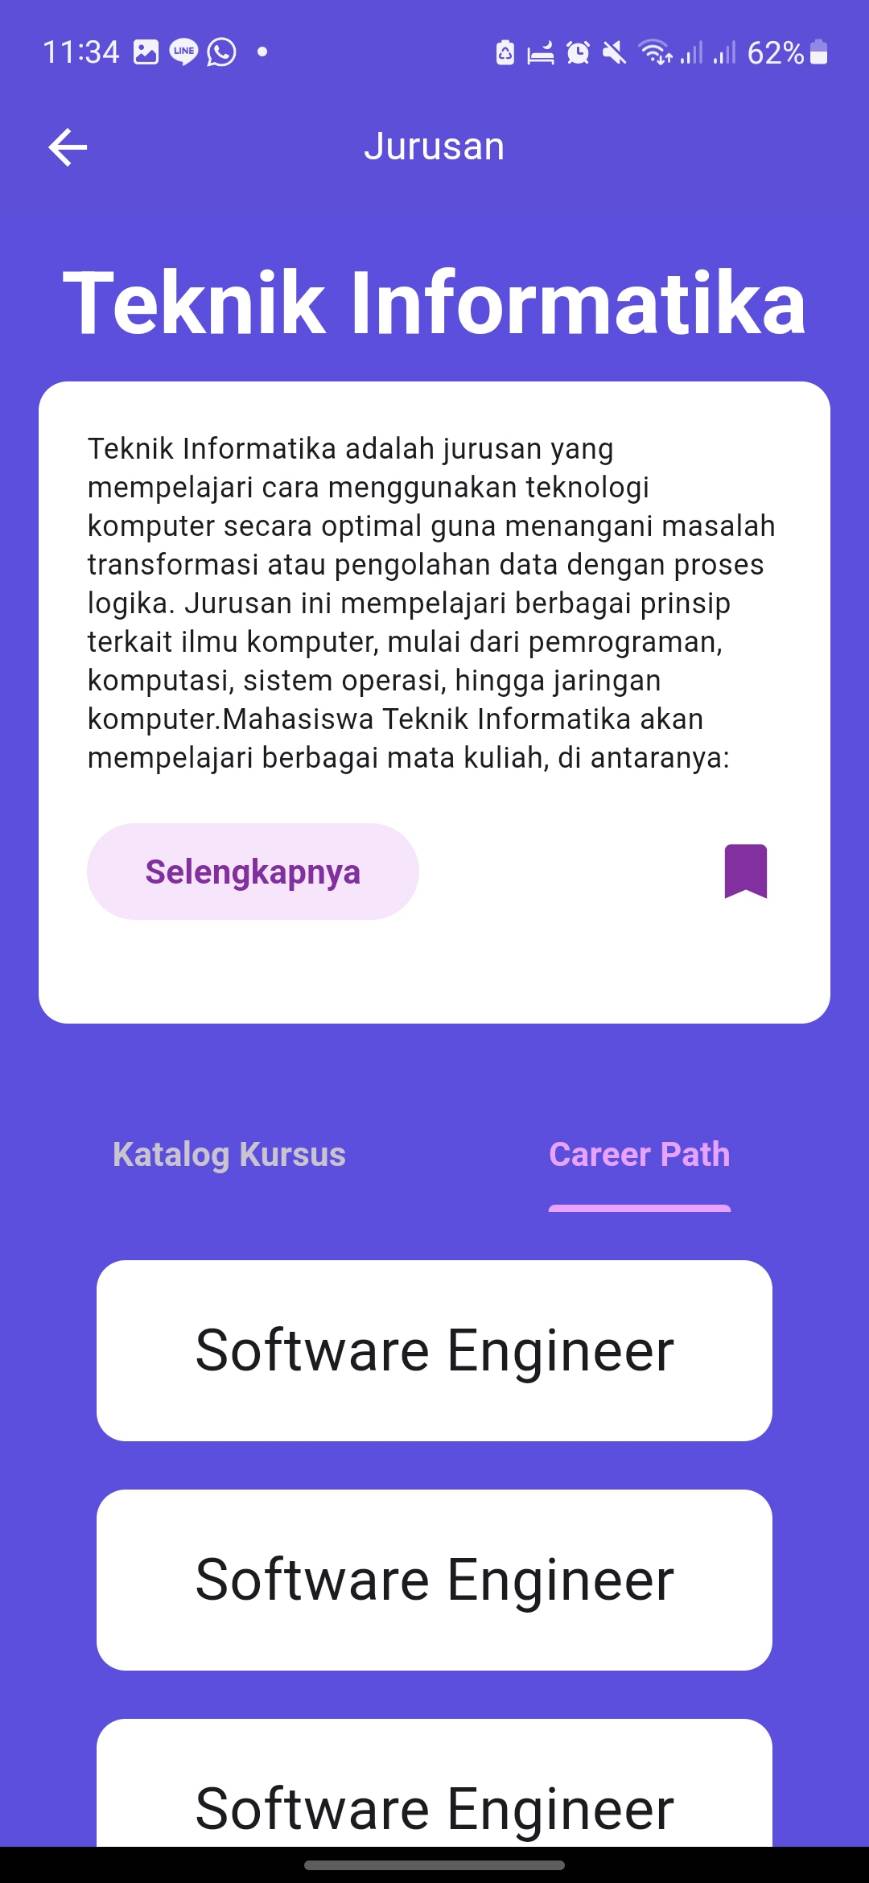 11:34 LINE 62%
Jurusan
Teknik Informatika
Teknik Informatika adalah jurusan yang
mempelajari cara menggunakan teknologi
komputer secara optimal guna menangani masalah
transformasi atau pengolahan data dengan proses
logika. Jurusan ini mempelajari berbagai prinsip
terkait ilmu komputer, mulai dari pemrograman,
komputasi, sistem operasi, hingga jaringan
komputer.Mahasiswa Teknik Informatika akan
mempelajari berbagai mata kuliah, di antaranya:
Selengkapnya
Katalog Kursus Career Path
Software Engineer
Software Engineer
Software Engineer